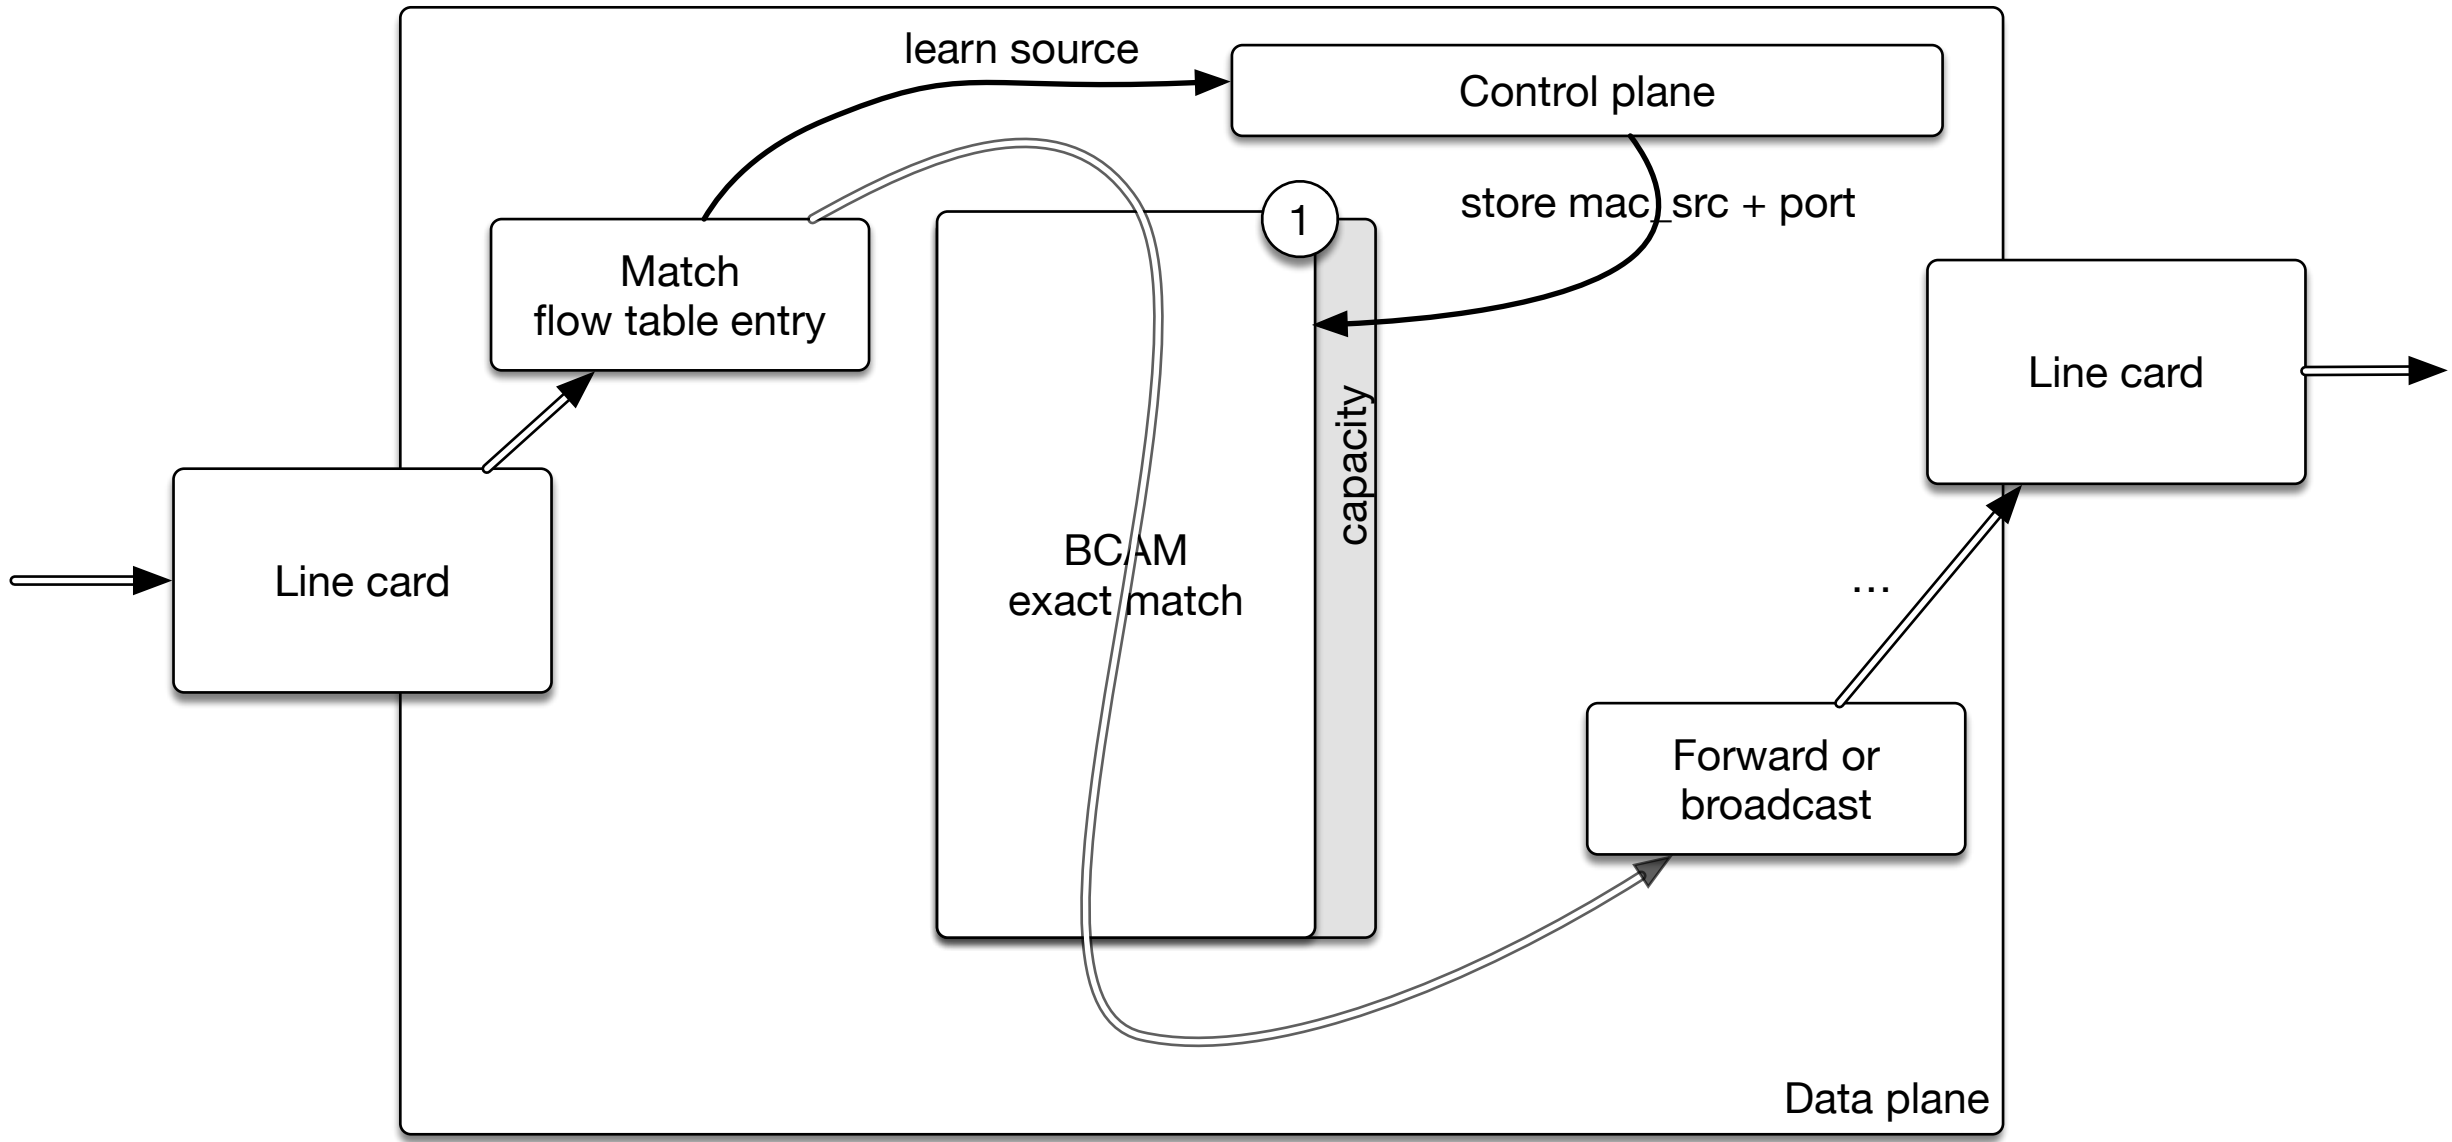 learn source
Control plane
1
store mac_src + port
Match
flow table entry
Line card
capacity
BCAM
exact match
Line card
...
Forward or
broadcast
Data plane